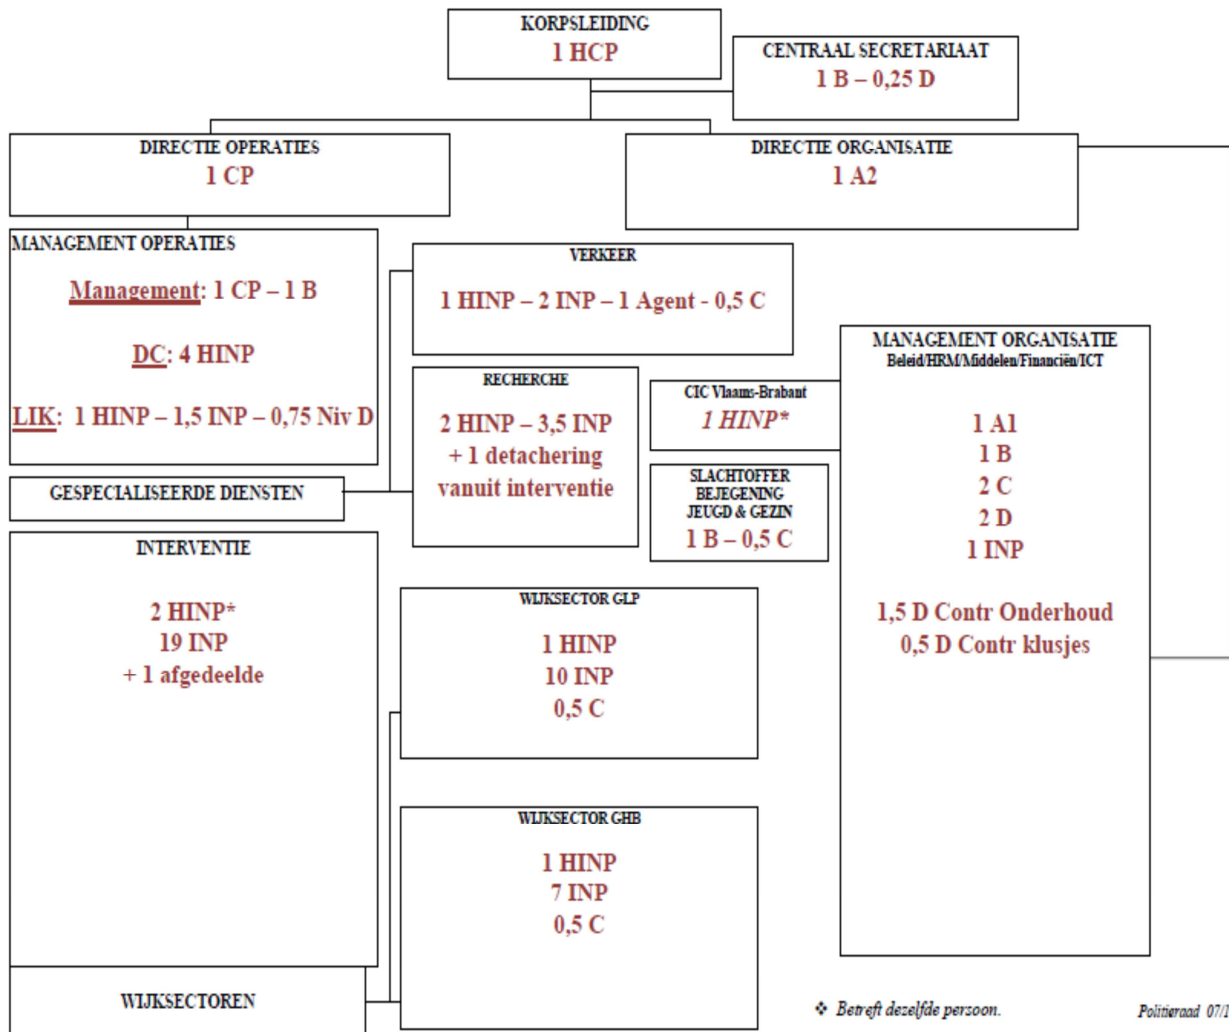 KORPSLEIDING
1 HCP
CENTRAAL SECRETARIAAT
1 B – 0,25 D
DIRECTIE OPERATIES
1 CP
DIRECTIE ORGANISATIE
1 A2
MANAGEMENT OPERATIES
Management: 1 CP – 1 B
DC: 4 HINP
LIK: 1 HINP – 1,5 INP – 0,75 Niv D
VERKEER
1 HINP – 2 INP – 1 Agent - 0,5 C
RECHERCHE
2 HINP – 3,5 INP
+ 1 detachering
vanuit interventie
CIC Vlaams-Brabant
1 HINP*
SLACHTOFFER
BEJEGENING
JEUGD & GEZIN
1 B – 0,5 C
MANAGEMENT ORGANISATIE
Beleid/HRM/Middelen/Financiën/ICT
1 A1
1 B
2 C
2 D
1 INP
1,5 D Contr Onderhoud
0,5 D Contr klusjes
GESPECIALISEERDE DIENSTEN
INTERVENTIE
2 HINP*
19 INP
+ 1 afgedeelde
WIJKSECTOR GLP
1 HINP
10 INP
0,5 C
WIJKSECTOR GHB
1 HINP
7 INP
0,5 C
WIJKSECTOREN
❖ Betreft dezelfde persoon.
Politieraad 07/1